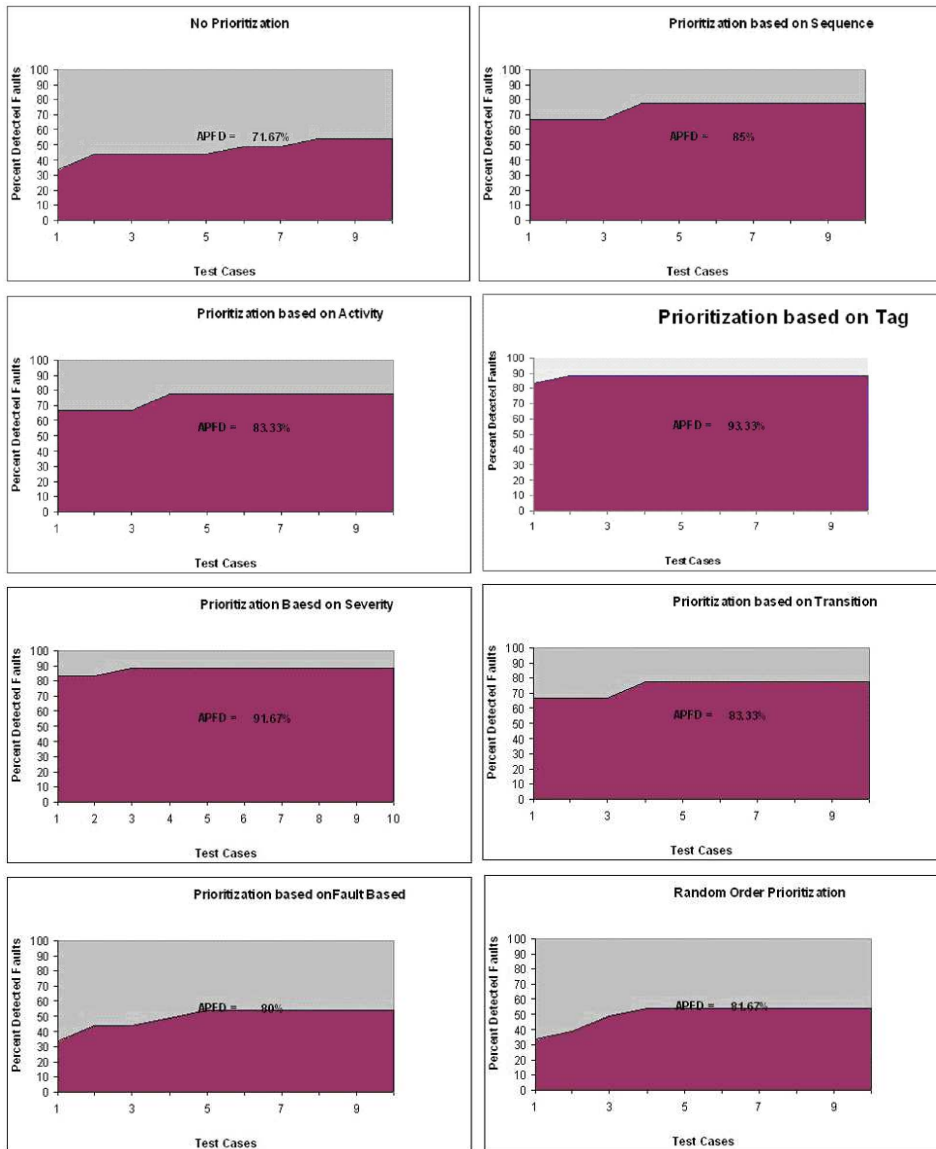 No Prioritization
Percent Detected Faults
100
90
80
70
60
50
40
30
20
10
0
APFD = 71.67%
1 3 5 7 9
Test Cases
Prioritization based on Sequence
Percent Detected Faults
100
90
80
70
60
50
40
30
20
10
0
APFD = 85%
1 3 5 7 9
Test Cases
Prioritization based on Activity
Percent Detected Faults
100
90
80
70
60
50
40
30
20
10
0
APFD = 83.33%
1 3 5 7 9
Test Cases
Prioritization based on Tag
Percent Detected Faults
100
90
80
70
60
50
40
30
20
10
0
APFD = 93.33%
1 3 5 7 9
Test Cases
Prioritization Baesd on Severity
Percent Detected Faults
100
90
80
70
60
50
40
30
20
10
0
APFD = 91.67%
1 2 3 4 5 6 7 8 9 10
Test Cases
Prioritization based on Transition
Percent Detected Faults
100
90
80
70
60
50
40
30
20
10
0
APFD = 83.33%
1 3 5 7 9
Test Cases
Prioritization based onFault Based
Percent Detected Faults
100
90
80
70
60
50
40
30
20
10
0
APFD = 80%
1 3 5 7 9
Test Cases
Random Order Prioritization
Percent Detected Faults
100
90
80
70
60
50
40
30
20
10
0
APFD = 81.67%
1 3 5 7 9
Test Cases